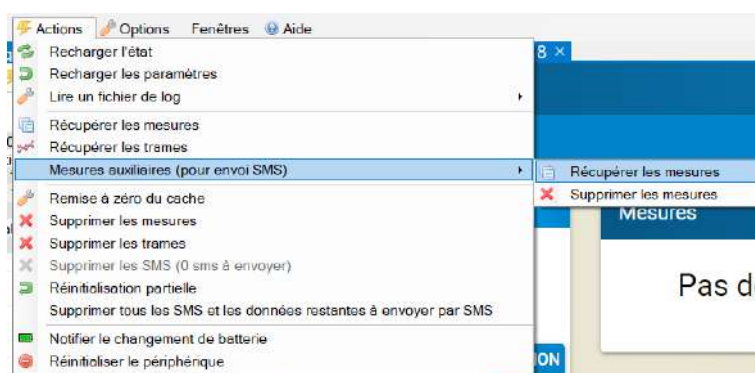 Actions Options Fenêtres Aide
Recharger l'état
8 ×
Recharger les paramètres
Lire un fichier de log
Récupérer les mesures
Récupérer les trames
Mesures auxiliaires (pour envoi SMS)
Récupérer les mesures
Remise à zéro du cache
Supprimer les mesures
Supprimer les mesures
Mesures
Supprimer les trames
Supprimer les SMS (0 sms à envoyer)
Réinitialisation partielle
Pas d
Supprimer tous les SMS et les données restantes à envoyer par SMS
Notifier le changement de batterie
Réinitialiser le périphérique
ON